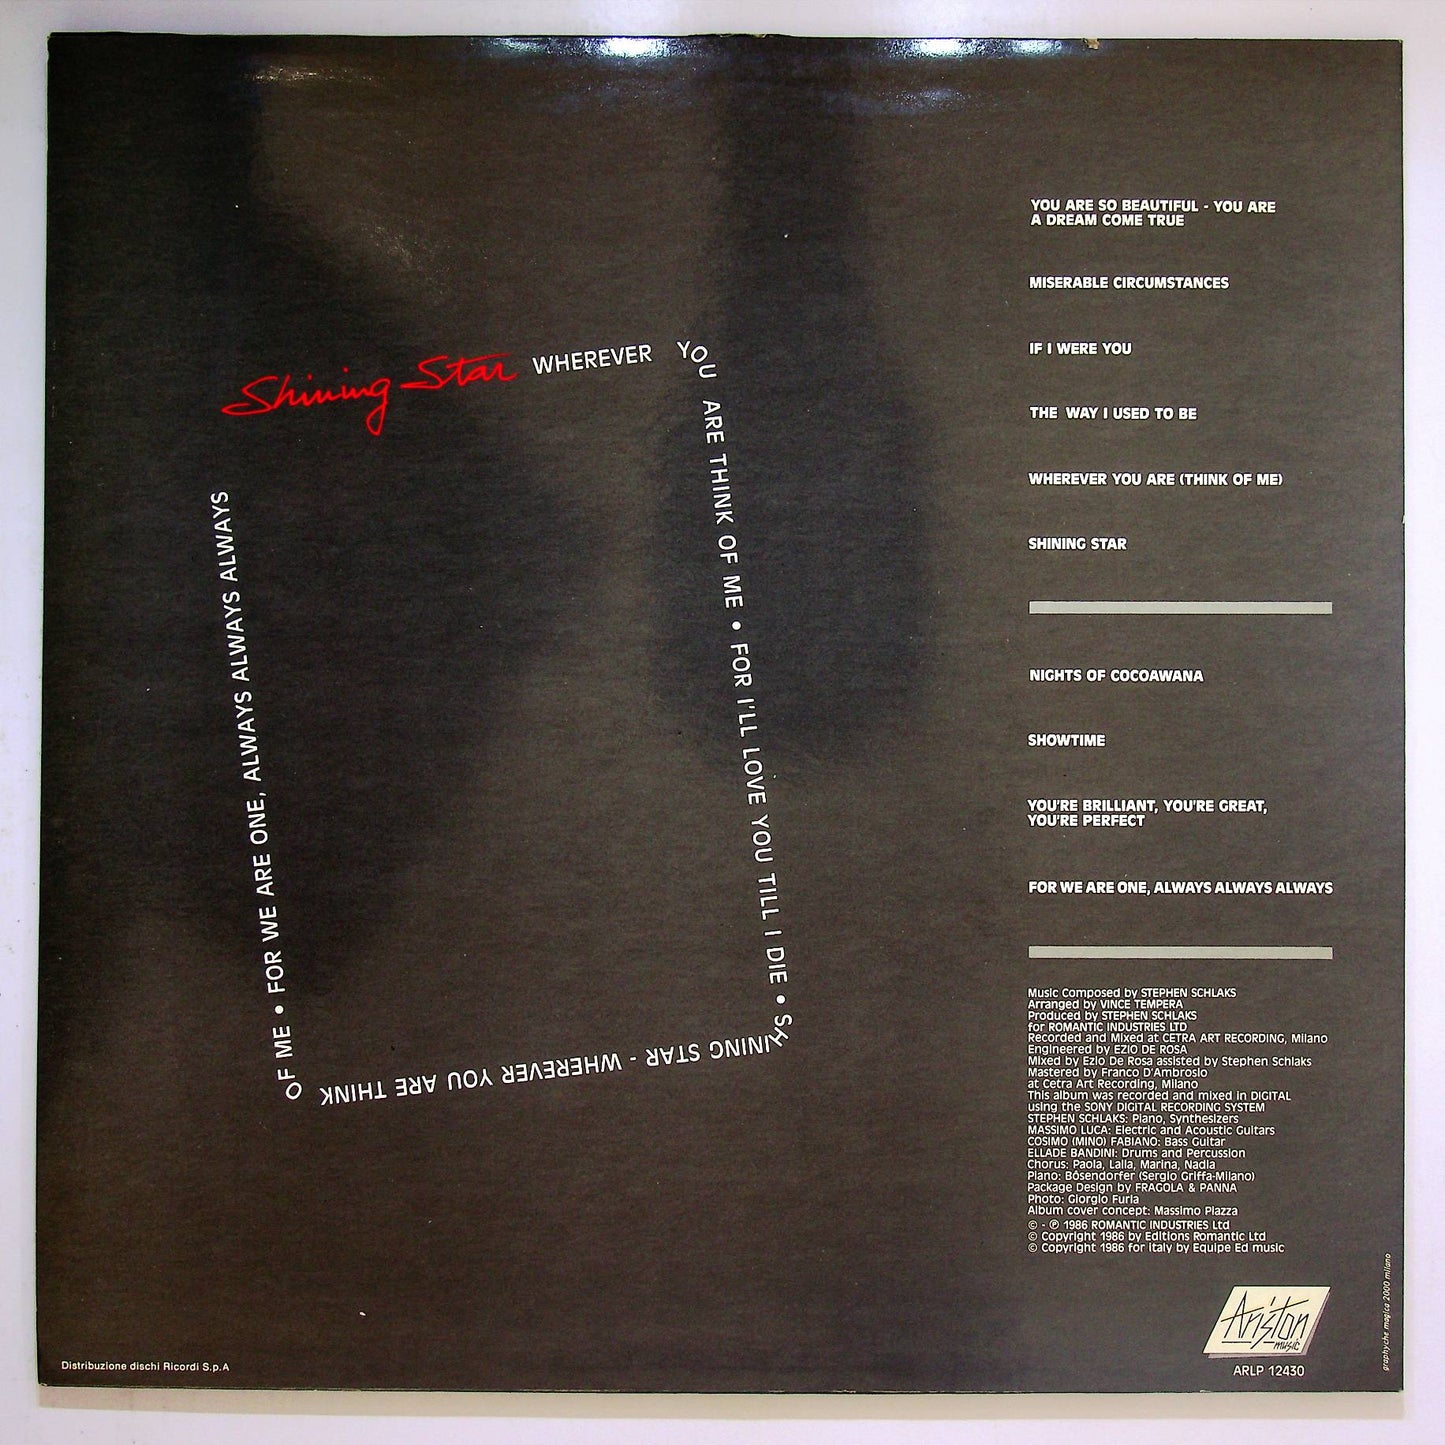 Shining Star WHEREVER YOU ARE THINK OF ME • FOR I'LL LOVE YOU TILL I DIE • SHINING STAR - WHEREVER YOU ARE THINK OF ME • FOR WE ARE ONE, ALWAYS ALWAYS ALWAYS
YOU ARE SO BEAUTIFUL - YOU ARE
A DREAM COME TRUE
MISERABLE CIRCUMSTANCES
IF I WERE YOU
THE WAY I USED TO BE
WHEREVER YOU ARE (THINK OF ME)
SHINING STAR
NIGHTS OF COCOAWANA
SHOWTIME
YOU'RE BRILLIANT, YOU'RE GREAT,
YOU'RE PERFECT
FOR WE ARE ONE, ALWAYS ALWAYS ALWAYS
Music Composed by STEPHEN SCHLAKS
Arranged by VINCE TEMPERA
Produced by STEPHEN SCHLAKS
for ROMANTIC INDUSTRIES LTD
Recorded and Mixed at CETRA ART RECORDING, Milano
Engineered by EZIO DE ROSA
Mixed by Ezio De Rosa assisted by Stephen Schlaks
Mastered by Franco D'Ambrosio
at Cetra Art Recording, Milano
This album was recorded and mixed in DIGITAL
using the SONY DIGITAL RECORDING SYSTEM
STEPHEN SCHLAKS: Piano, Synthesizers
MASSIMO LUCA: Electric and Acoustic Guitars
COSIMO (MINO) FABIANO: Bass Guitar
ELLADE BANDINI: Drums and Percussion
Chorus: Paola, Lalla, Marina, Nadia
Piano: Bösendorfer (Sergio Griffa-Milano)
Package Design by FRAGOLA & PANNA
Photo: Giorgio Furla
Album cover concept: Massimo Piazza
© - ℗ 1986 ROMANTIC INDUSTRIES Ltd
© Copyright 1986 by Editions Romantic Ltd
© Copyright 1986 for Italy by Equipe Ed music
Ariston
music
ARLP 12430
graphyche magica 2000 milano
Distribuzione dischi Ricordi S.p.A